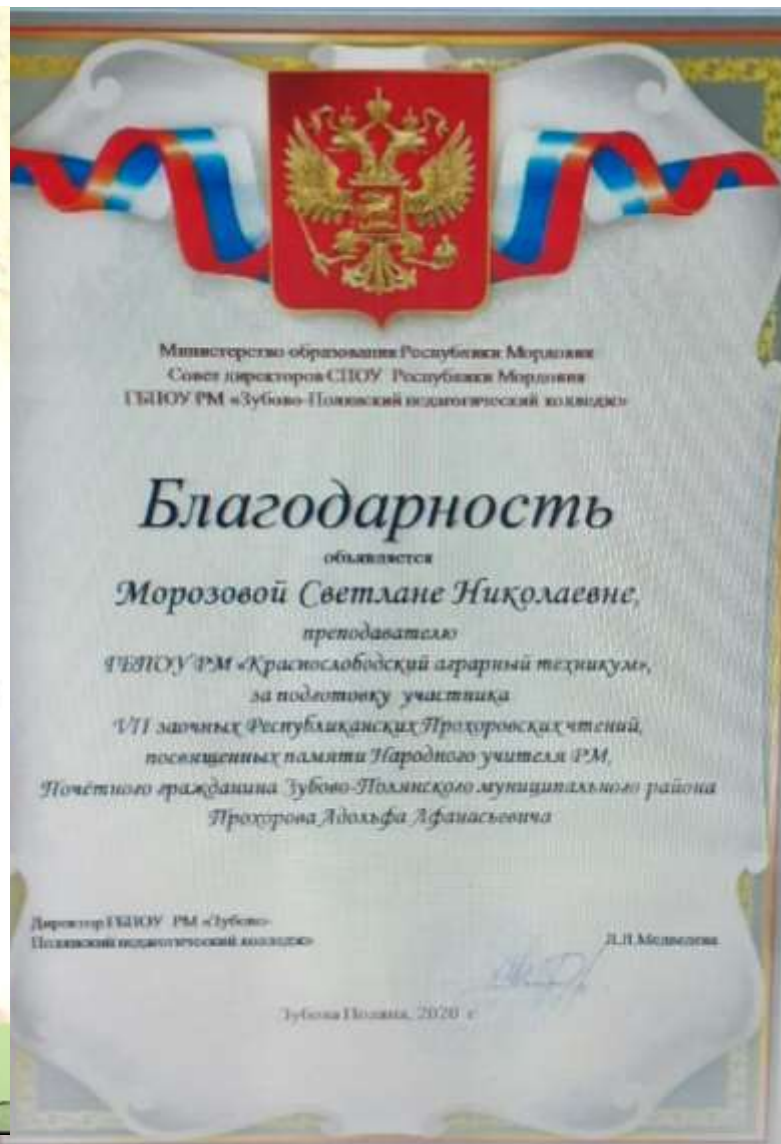 Министерство образования Республики Мордовия
Совет директоров СПОУ Республики Мордовия
ГБПОУ РМ «Зубово-Полянский педагогический колледж»
Благодарность
объявляется
Морозовой Светлане Николаевне,
преподавателю
ГБПОУ РМ «Краснослободский аграрный техникум»,
за подготовку участника
VII заочных Республиканских Прохоровских чтений,
посвященных памяти Народного учителя РМ,
Почётного гражданина Зубово-Полянского муниципального района
Прохорова Адольфа Афанасьевича
Директор ГБПОУ РМ «Зубово-
Полянский педагогический колледж»
Л.Л.Медведева
Зубова Поляна, 2020 г